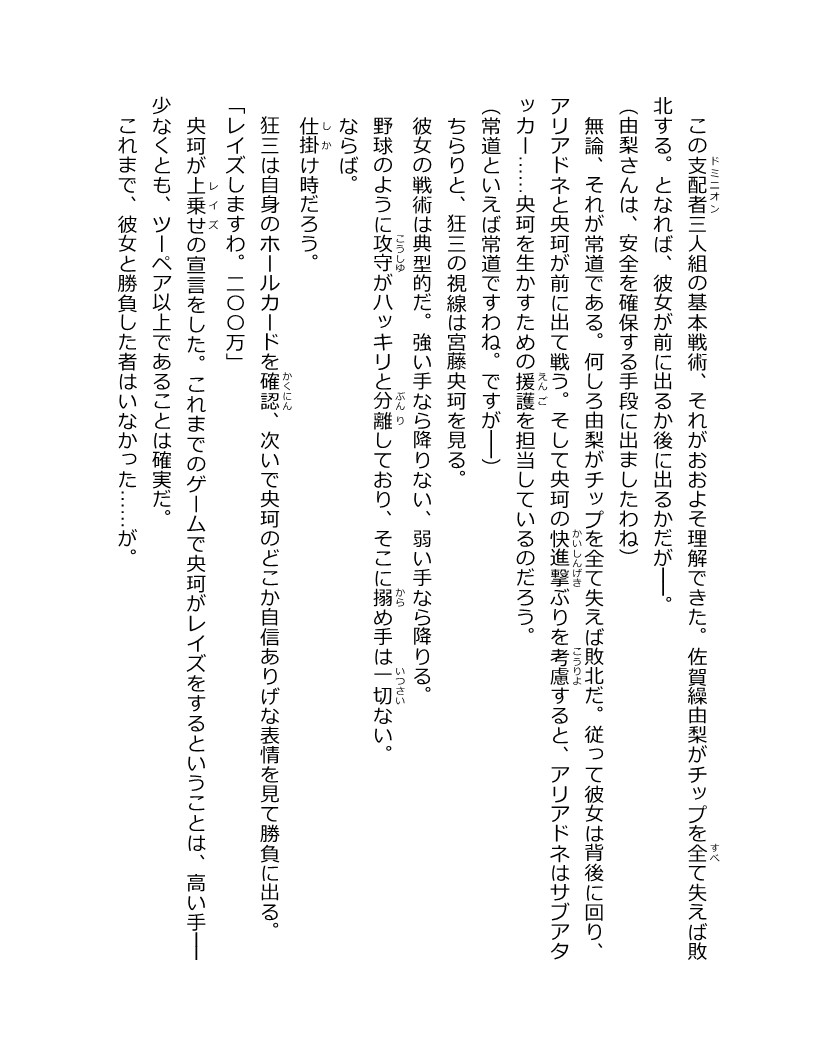 この支配者三人組の基本戦術、それがおおよそ理解できた。佐賀繰由梨がチップを全て失えば敗
北する。となれば、彼女が前に出るか後に出るかだが――。
（由梨さんは、安全を確保する手段に出ましたわね）
無論、それが常道である。何しろ由梨がチップを全て失えば敗北だ。従って彼女は背後に回り、
アリアドネと央珂が前に出て戦う。そして央珂の快進撃ぶりを考慮すると、アリアドネはサブアタ
ッカー……央珂を生かすための援護を担当しているのだろう。
（常道といえば常道ですわね。ですが――）
ちらりと、狂三の視線は宮藤央珂を見る。
彼女の戦術は典型的だ。強い手なら降りない、弱い手なら降りる。
野球のように攻守がハッキリと分離しており、そこに搦め手は一切ない。
ならば。
仕掛け時だろう。
狂三は自身のホールカードを確認、次いで央珂のどこか自信ありげな表情を見て勝負に出る。
「レイズしますわ。二〇〇万」
央珂が上乗せの宣言をした。これまでのゲームで央珂がレイズをするということは、高い手――
少なくとも、ツーペア以上であることは確実だ。
これまで、彼女と勝負した者はいなかった……が。